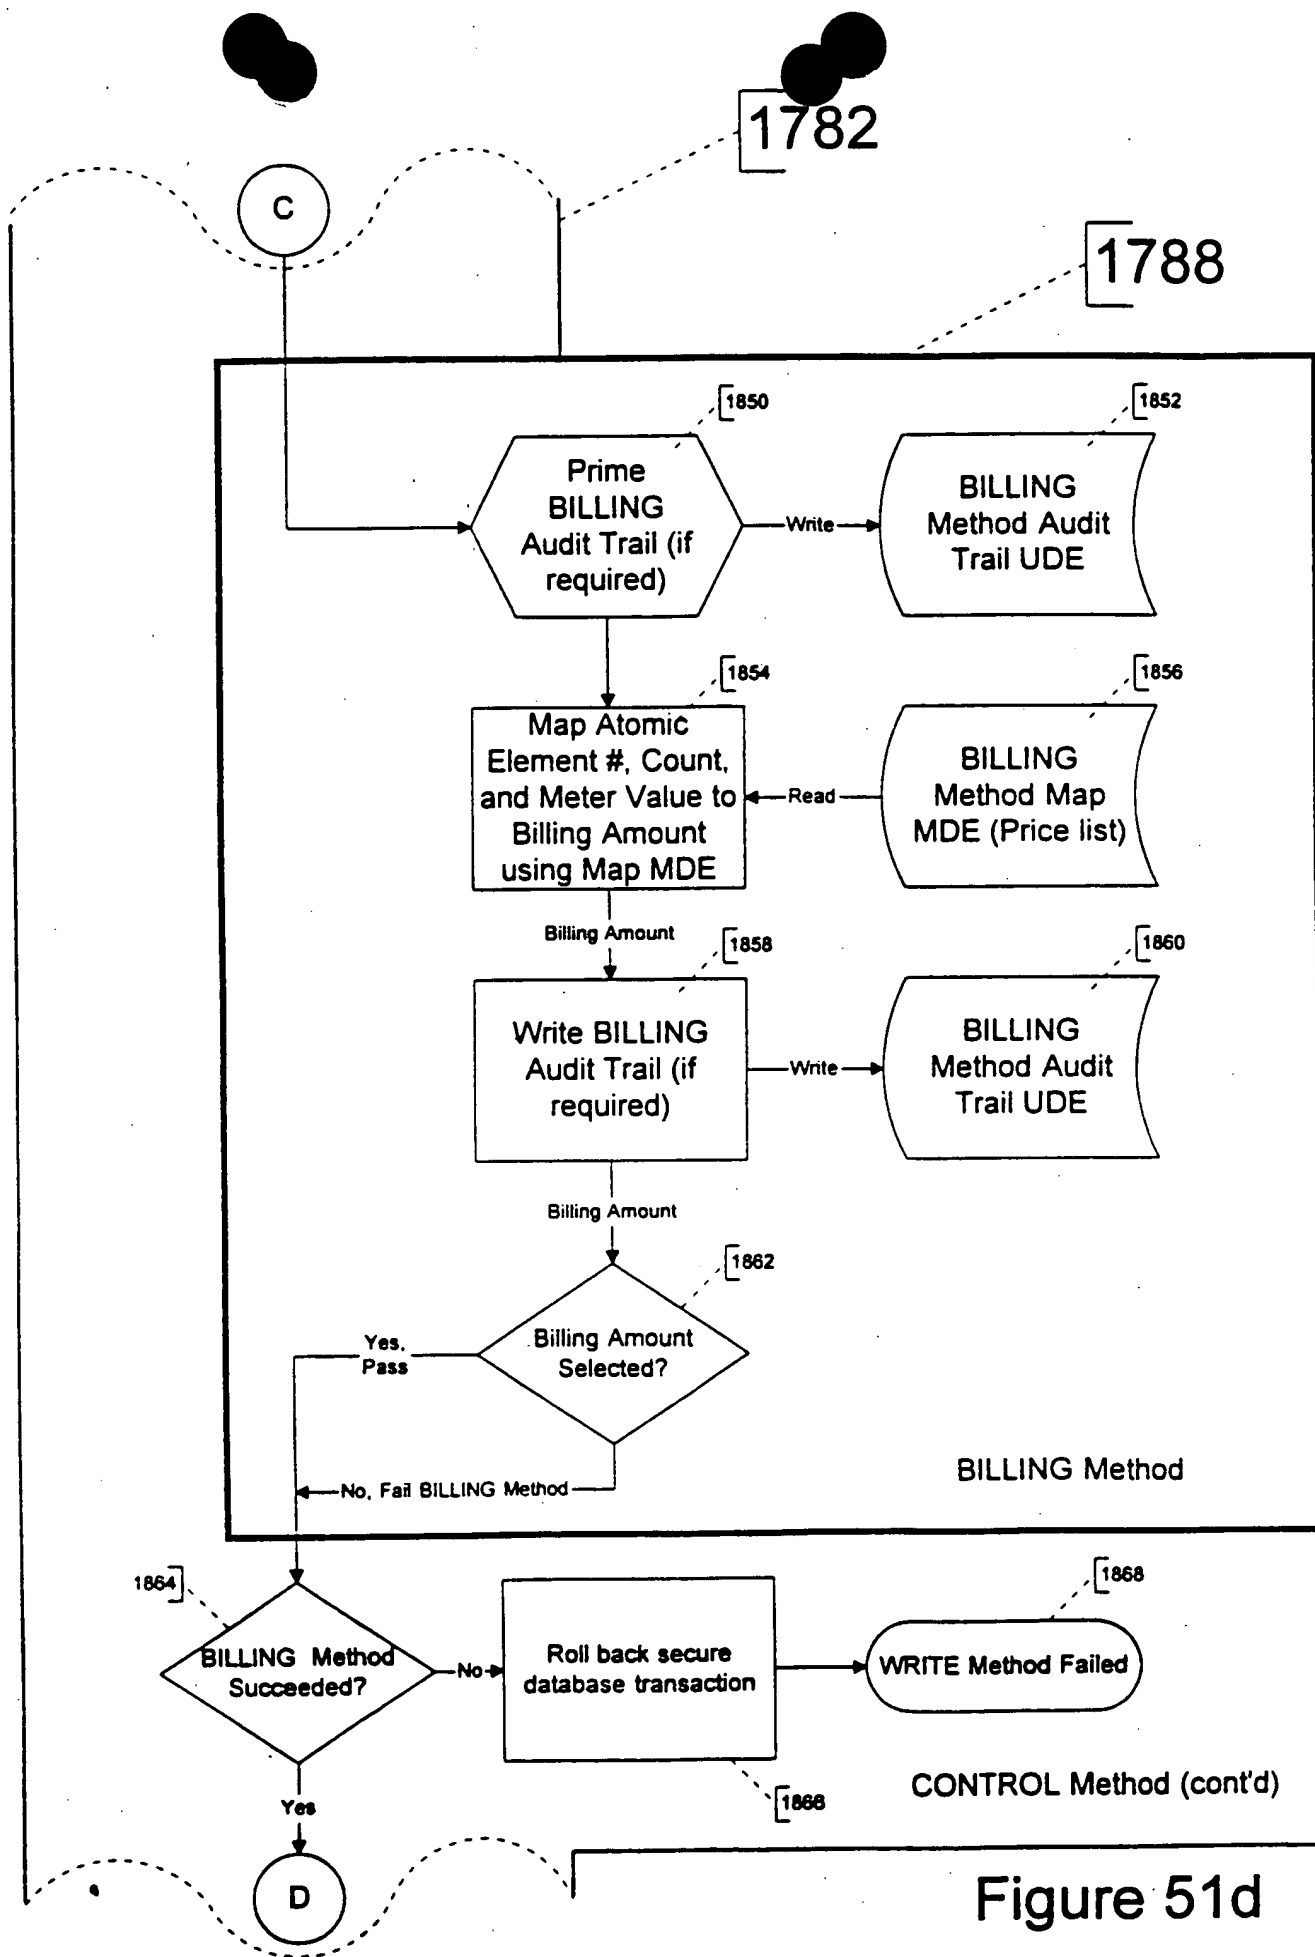 1782
C
1788
1850
1852
Prime
BILLING
Audit Trail (if
required)
Write
BILLING
Method Audit
Trail UDE
1854
1856
Map Atomic
Element #, Count,
and Meter Value to
Billing Amount
using Map MDE
Read
BILLING
Method Map
MDE (Price list)
Billing Amount
1858
1860
Write BILLING
Audit Trail (if
required)
Write
BILLING
Method Audit
Trail UDE
Billing Amount
1862
Billing Amount
Selected?
Yes,
Pass
No, Fail BILLING Method
BILLING Method
1864
1868
BILLING Method
Succeeded?
No
Roll back secure
database transaction
WRITE Method Failed
1866
CONTROL Method (cont'd)
Yes
D
Figure 51d